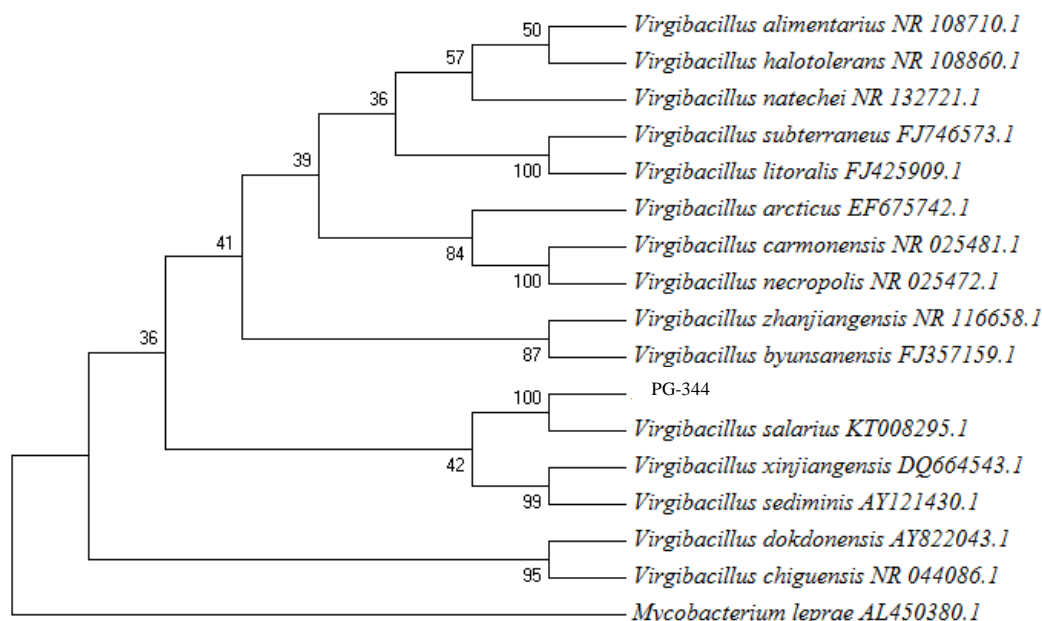 50
Virgibacillus alimentarius NR 108710.1
57
Virgibacillus halotolerans NR 108860.1
36
Virgibacillus natechei NR 132721.1
Virgibacillus subterraneus FJ746573.1
39
100
Virgibacillus litoralis FJ425909.1
Virgibacillus arcticus EF675742.1
41
84
Virgibacillus carmonensis NR 025481.1
100
Virgibacillus necropolis NR 025472.1
Virgibacillus zhanjiangensis NR 116658.1
36
87
Virgibacillus byunsanensis FJ357159.1
100
PG-344
Virgibacillus salarius KT008295.1
42
Virgibacillus xinjiangensis DQ664543.1
99
Virgibacillus sediminis AY121430.1
Virgibacillus dokdonensis AY822043.1
95
Virgibacillus chiguensis NR 044086.1
Mycobacterium leprae AL450380.1